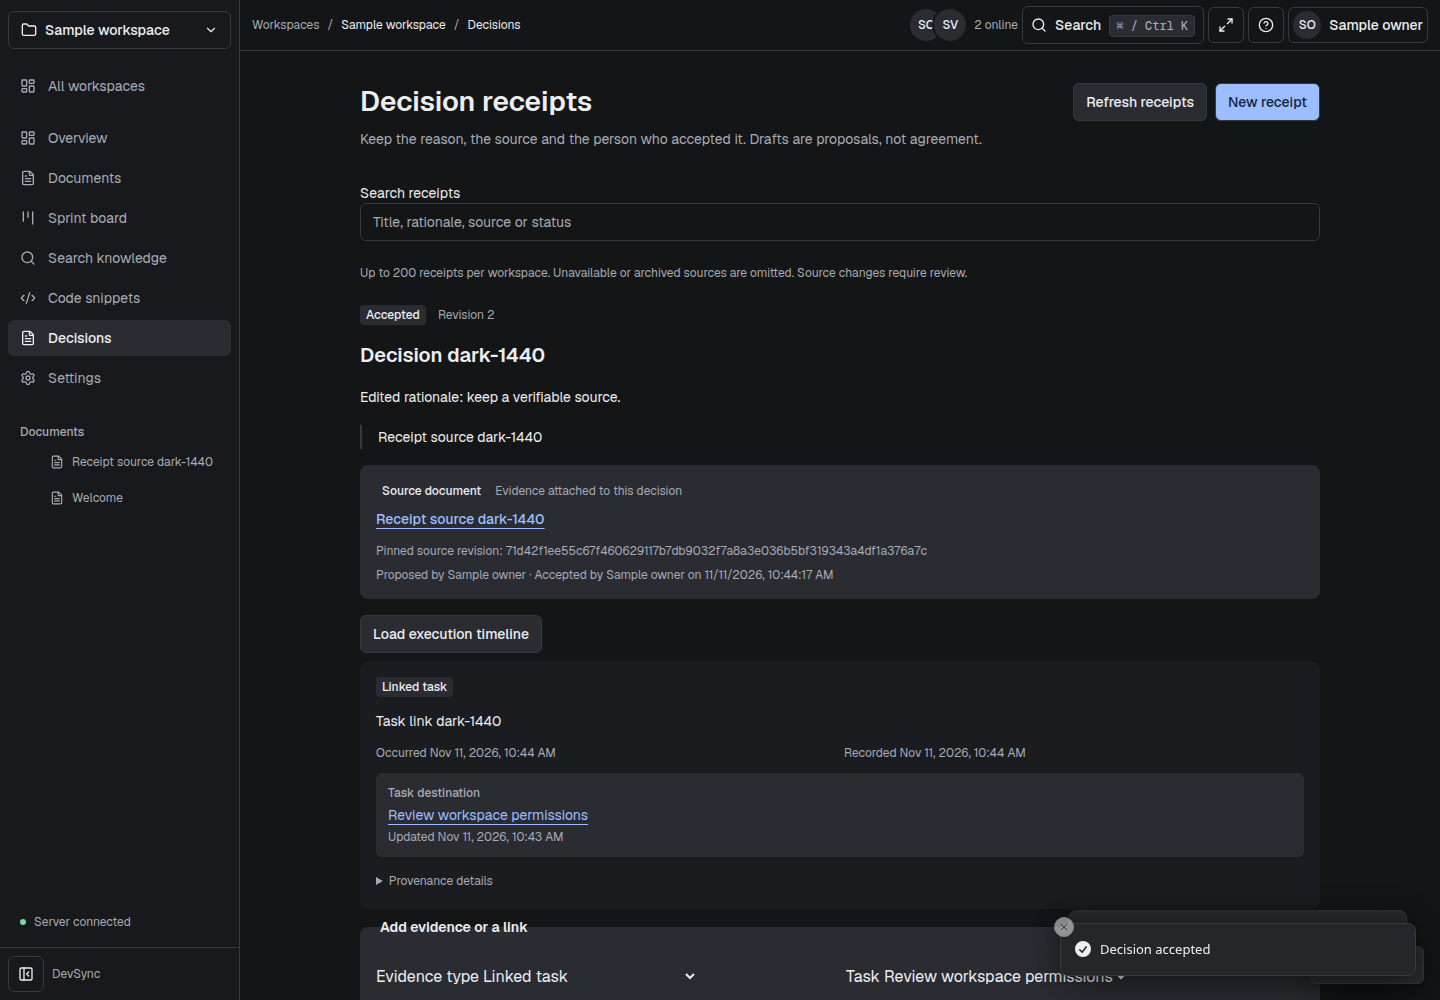 Sample workspace
All workspaces
Overview
Documents
Sprint board
Search knowledge
Code snippets
Decisions
Settings
Documents
Receipt source dark-1440
Welcome
Server connected
DevSync
Workspaces / Sample workspace / Decisions
SO SV 2 online
Search ⌘ / Ctrl K
SO Sample owner
Decision receipts
Refresh receipts
New receipt
Keep the reason, the source and the person who accepted it. Drafts are proposals, not agreement.
Search receipts
Title, rationale, source or status
Up to 200 receipts per workspace. Unavailable or archived sources are omitted. Source changes require review.
Accepted Revision 2
Decision dark-1440
Edited rationale: keep a verifiable source.
Receipt source dark-1440
Source document Evidence attached to this decision
Receipt source dark-1440
Pinned source revision: 71d42f1ee55c67f460629117b7db9032f7a8a3e036b5bf319343a4df1a376a7c
Proposed by Sample owner · Accepted by Sample owner on 11/11/2026, 10:44:17 AM
Load execution timeline
Linked task
Task link dark-1440
Occurred Nov 11, 2026, 10:44 AM
Recorded Nov 11, 2026, 10:44 AM
Task destination
Review workspace permissions
Updated Nov 11, 2026, 10:43 AM
Provenance details
Add evidence or a link
Evidence type Linked task
Task Review workspace permissions
Decision accepted